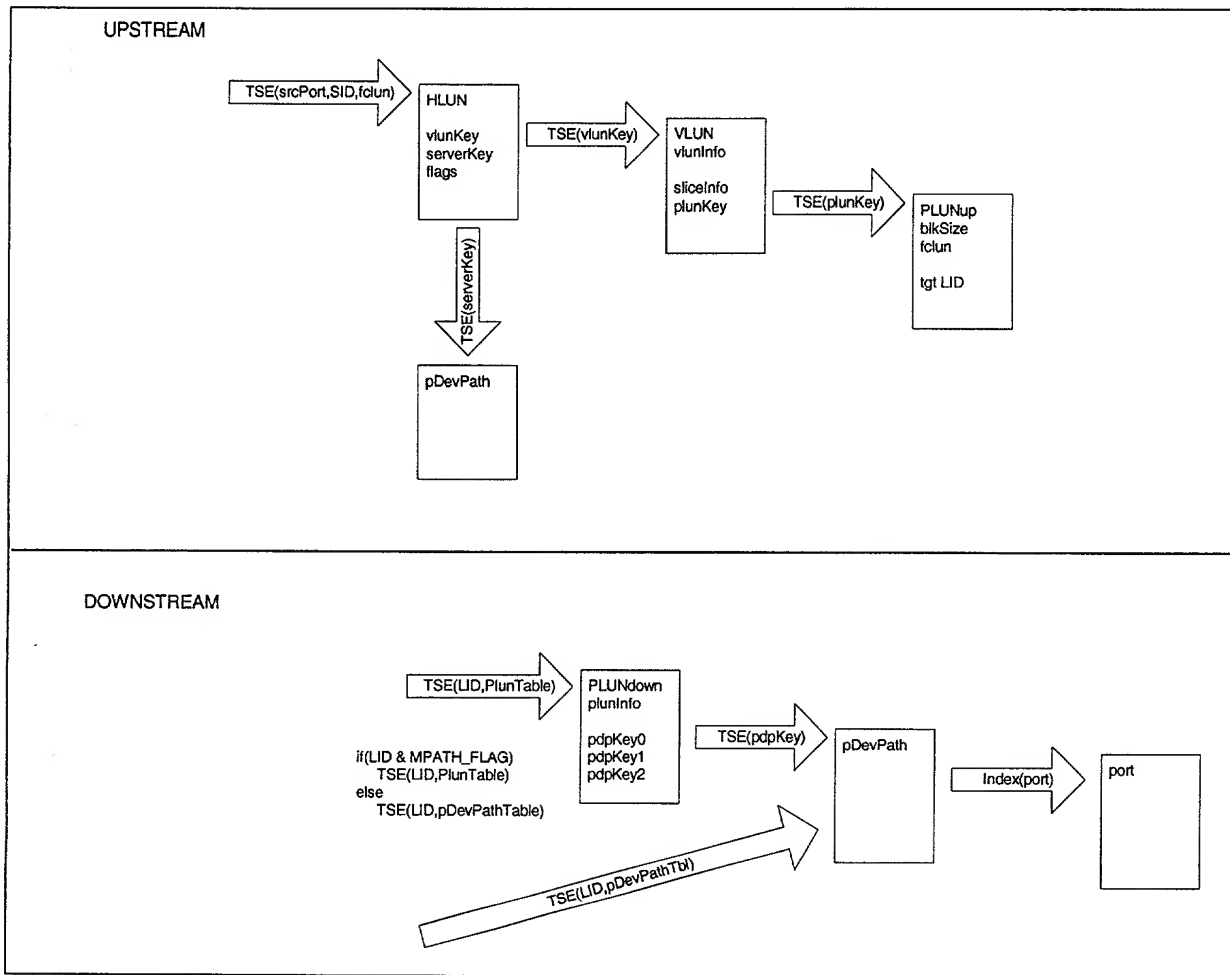 UPSTREAM
TSE(srcPort,SID,fclun)
HLUN
vlunKey
serverKey
flags
TSE(vlunKey)
VLUN
vlunInfo
sliceInfo
plunKey
TSE(plunKey)
PLUNup
blkSize
fclun
tgt LID
TSE(serverKey)
pDevPath
DOWNSTREAM
TSE(LID,PlunTable)
PLUNdown
plunInfo
pdpKey0
pdpKey1
pdpKey2
TSE(pdpKey)
pDevPath
Index(port)
port
if(LID & MPATH_FLAG)
TSE(LID,PlunTable)
else
TSE(LID,pDevPathTable)
TSE(LID,pDevPathTbl)